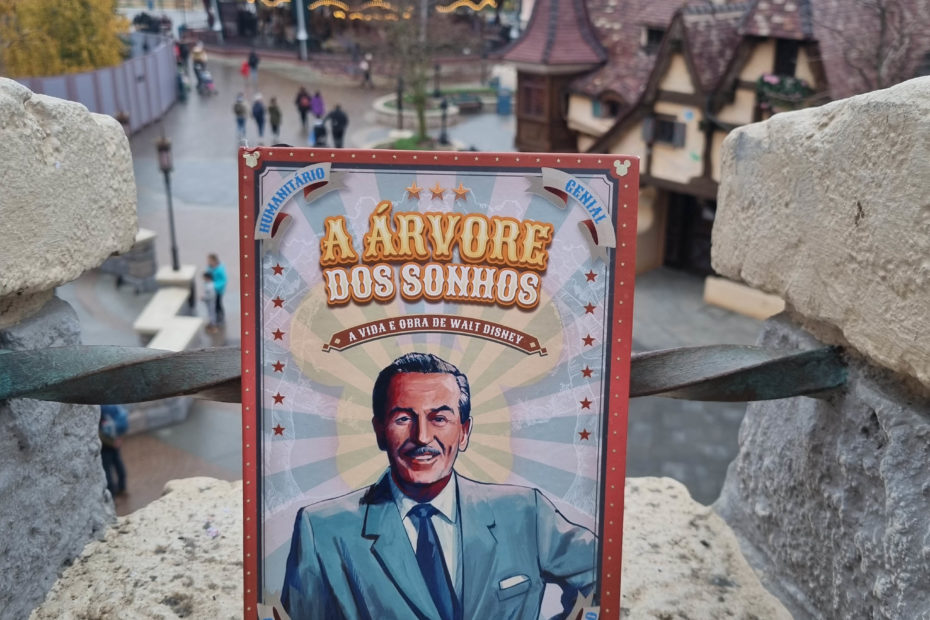 HUMANITÁRIO
GENIAL
A ÁRVORE
DOS SONHOS
A VIDA E OBRA DE WALT DISNEY